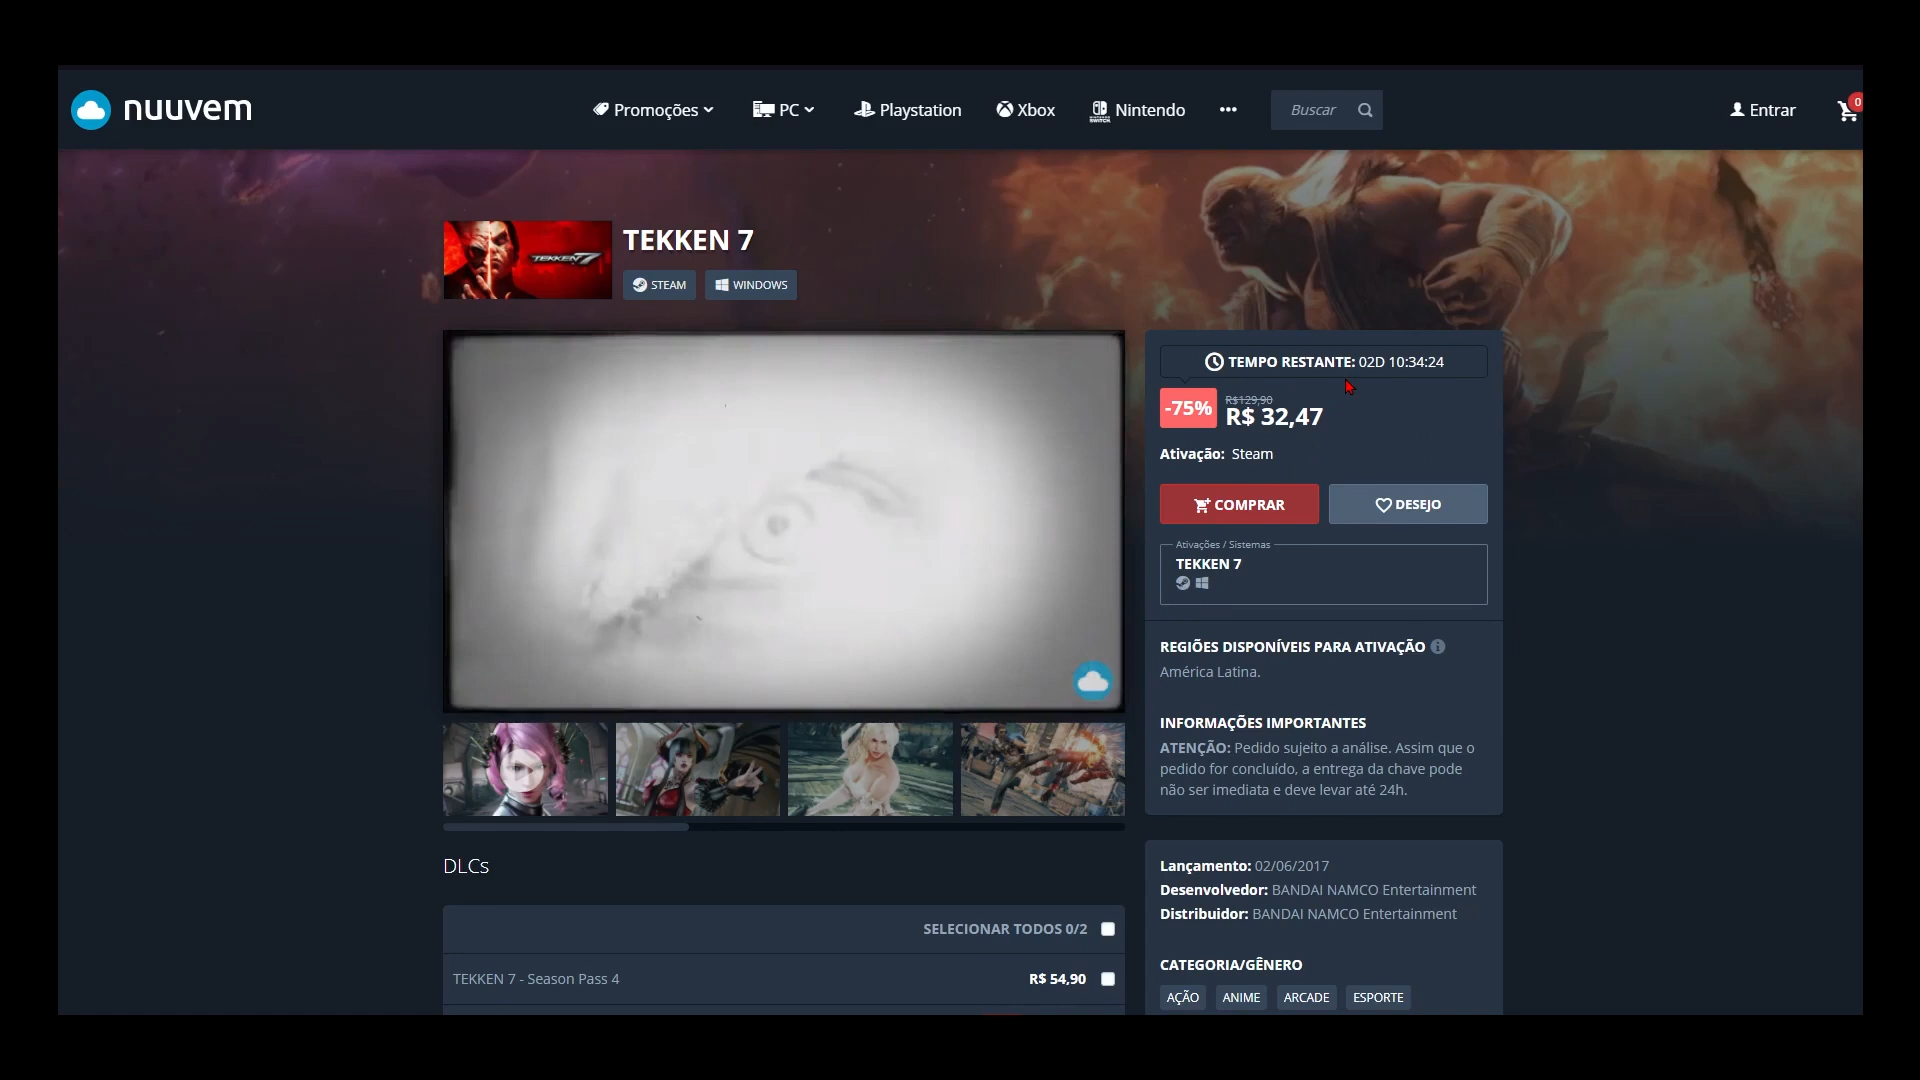 nuuvem
Promoções
PC
Playstation
Xbox
Nintendo
Buscar
Entrar
0
TEKKEN 7
TEKKEN 7
STEAM
WINDOWS
TEMPO RESTANTE: 02D 10:34:24
-75%
R$129,90
R$ 32,47
Ativação: Steam
COMPRAR
DESEJO
Ativações / Sistemas
TEKKEN 7
REGIÕES DISPONÍVEIS PARA ATIVAÇÃO
América Latina.
INFORMAÇÕES IMPORTANTES
ATENÇÃO: Pedido sujeito a análise. Assim que o
pedido for concluído, a entrega da chave pode
não ser imediata e deve levar até 24h.
DLCs
SELECIONAR TODOS 0/2
TEKKEN 7 - Season Pass 4
R$ 54,90
Lançamento: 02/06/2017
Desenvolvedor: BANDAI NAMCO Entertainment
Distribuidor: BANDAI NAMCO Entertainment
CATEGORIA/GÊNERO
AÇÃO
ANIME
ARCADE
ESPORTE